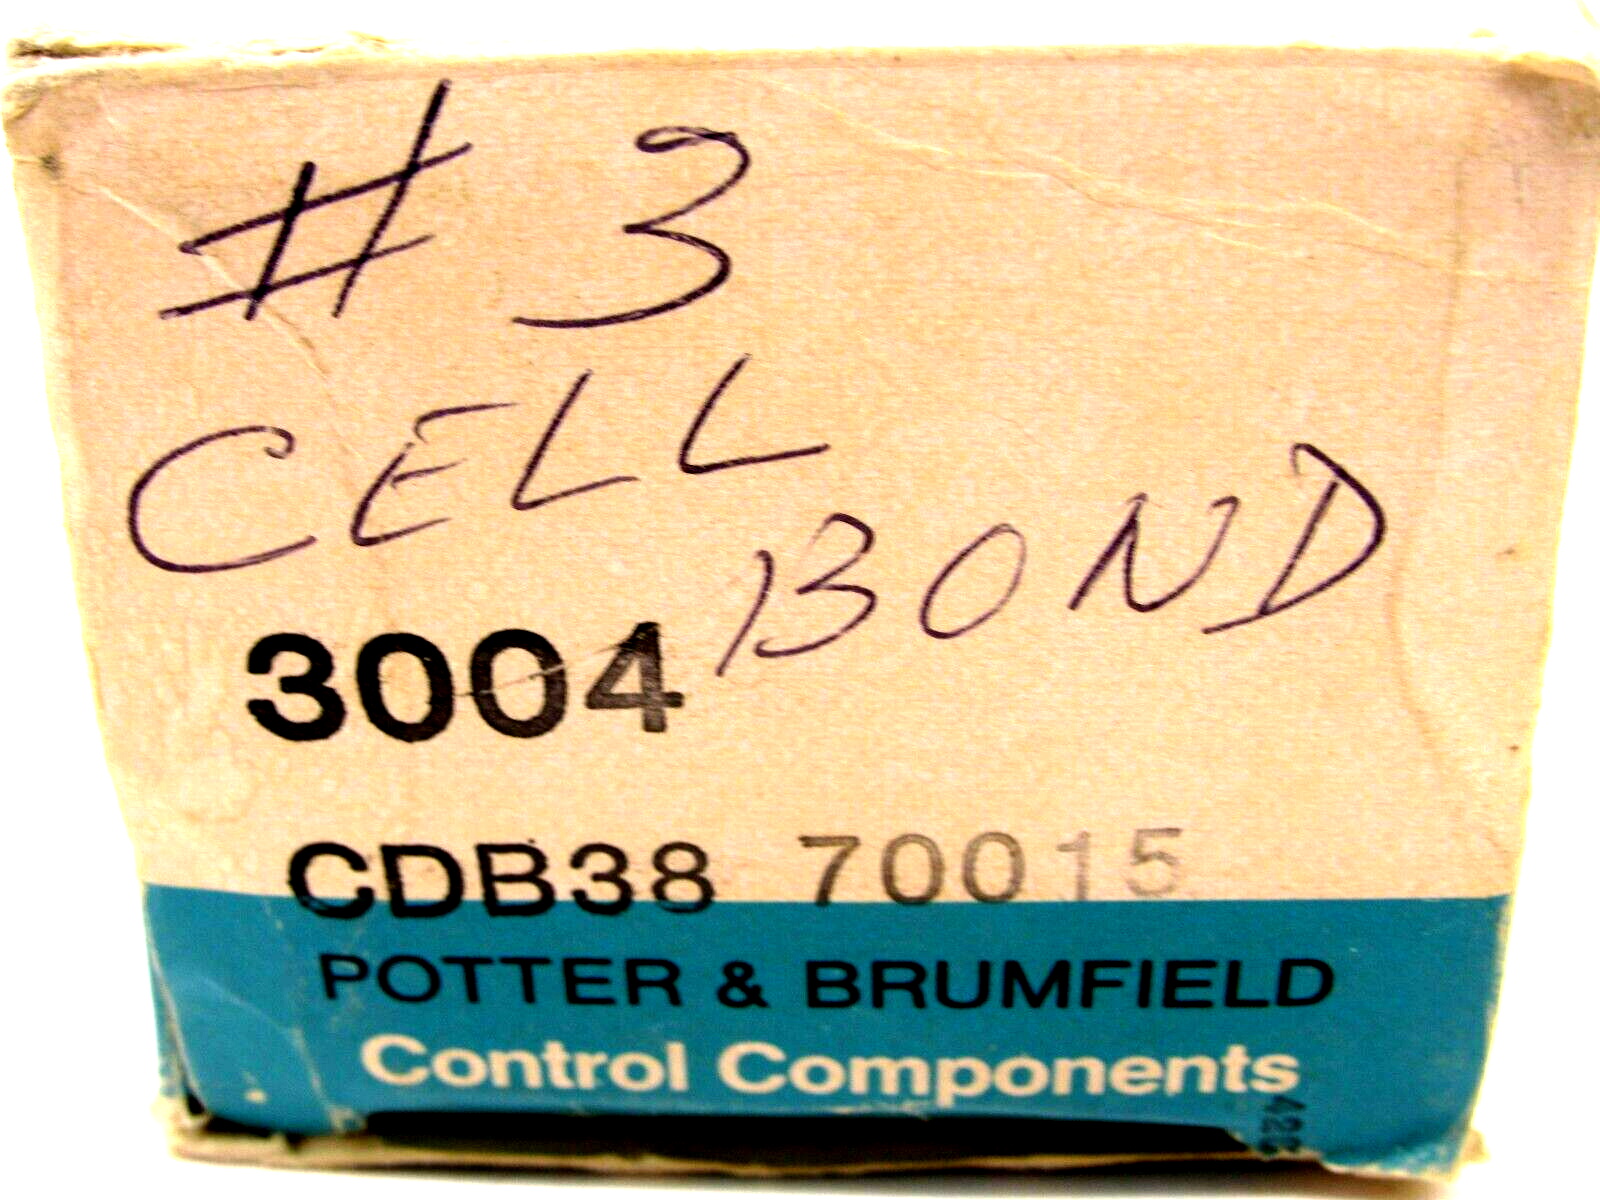 # 3
CELL
BOND
3004
CDB38 70015
POTTER & BRUMFIELD
Control Components